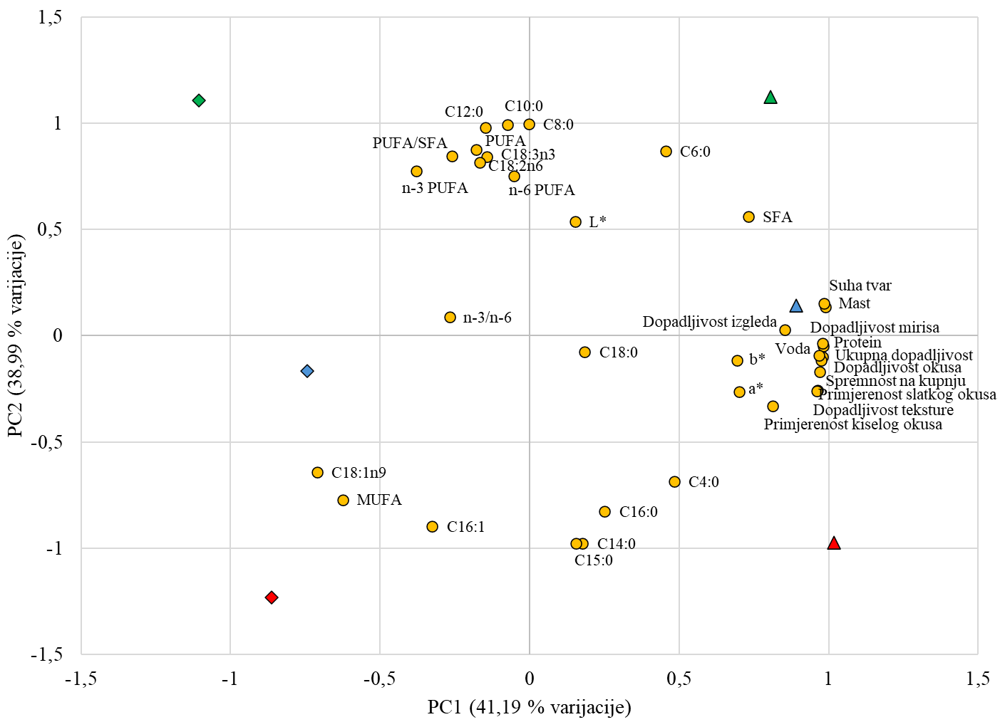 1,5
C10:0
C12:0
1
C8:0
PUFA
PUFA/SFA
C6:0
C18:3n3
C18:2n6
n-3 PUFA
n-6 PUFA
SFA
L*
0,5
Suha tvar
Mast
n-3/n-6
Dopadljivost izgleda
Dopadljivost mirisa
0
Protein
Voda
C18:0
Ukupna dopadljivost
b*
Dopadljivost okusa
Spremnost na kupnju
a*
Primjerenost slatkog okusa
Dopadljivost teksture
Primjerenost kiselog okusa
-0,5
C18:1n9
C4:0
MUFA
C16:0
C16:1
C14:0
-1
C15:0
-1,5
PC2 (38,99 % varijacije)
-1,5 -1 -0,5 0 0,5 1 1,5
PC1 (41,19 % varijacije)